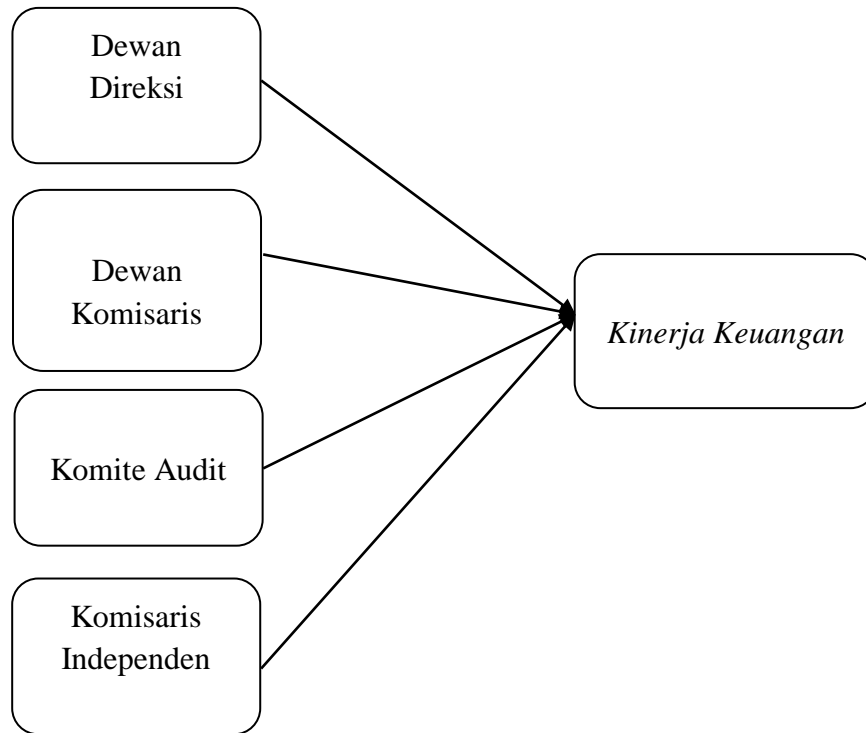 Dewan
Direksi
Dewan
Komisaris
Kinerja Keuangan
Komite Audit
Komisaris
Independen